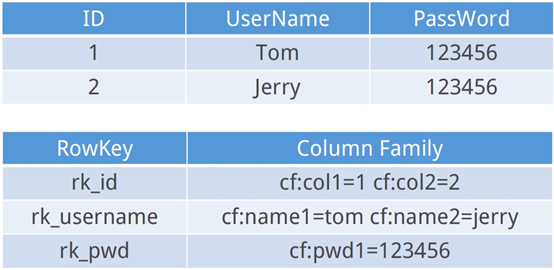 ID UserName PassWord
1 Tom 123456
2 Jerry 123456
RowKey Column Family
rk_id cf:col1=1 cf:col2=2
rk_username cf:name1=tom cf:name2=jerry
rk_pwd cf:pwd1=123456